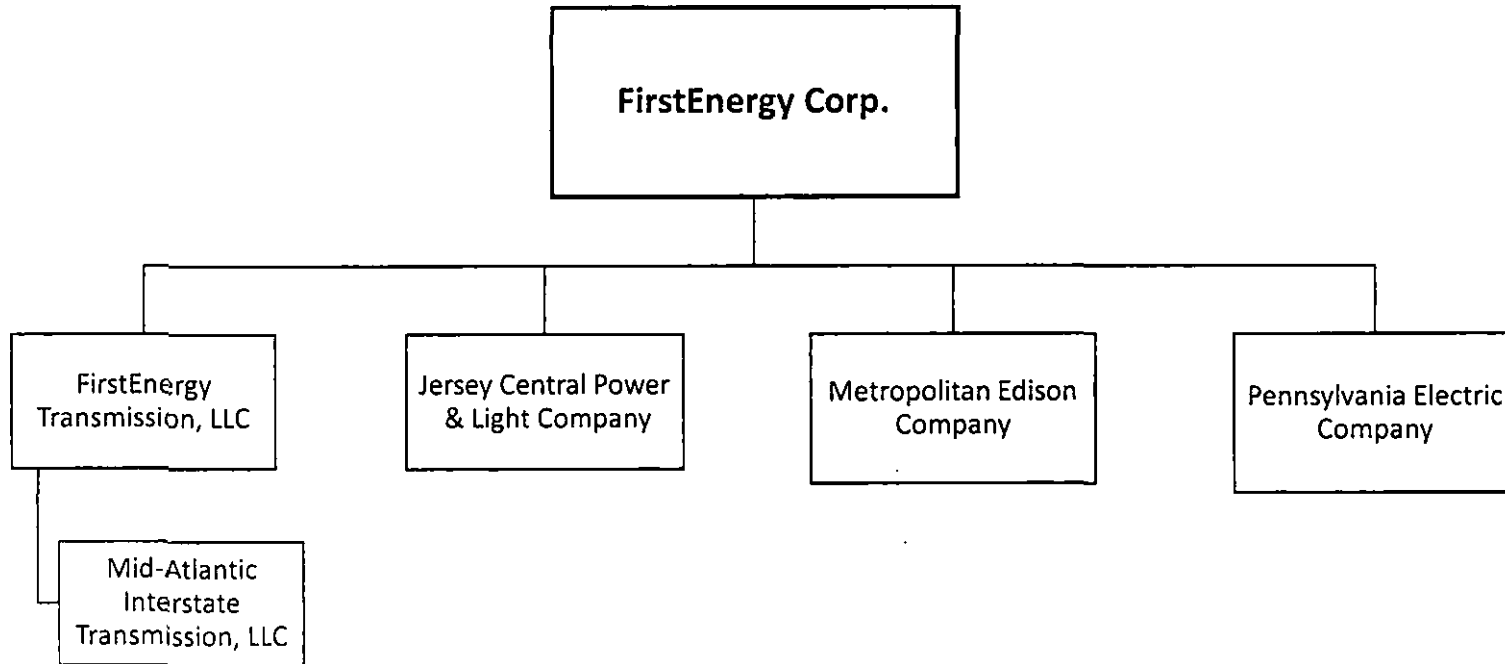 FirstEnergy Corp.
FirstEnergy
Transmission, LLC
Jersey Central Power
& Light Company
Metropolitan Edison
Company
Pennsylvania Electric
Company
Mid-Atlantic
Interstate
Transmission, LLC